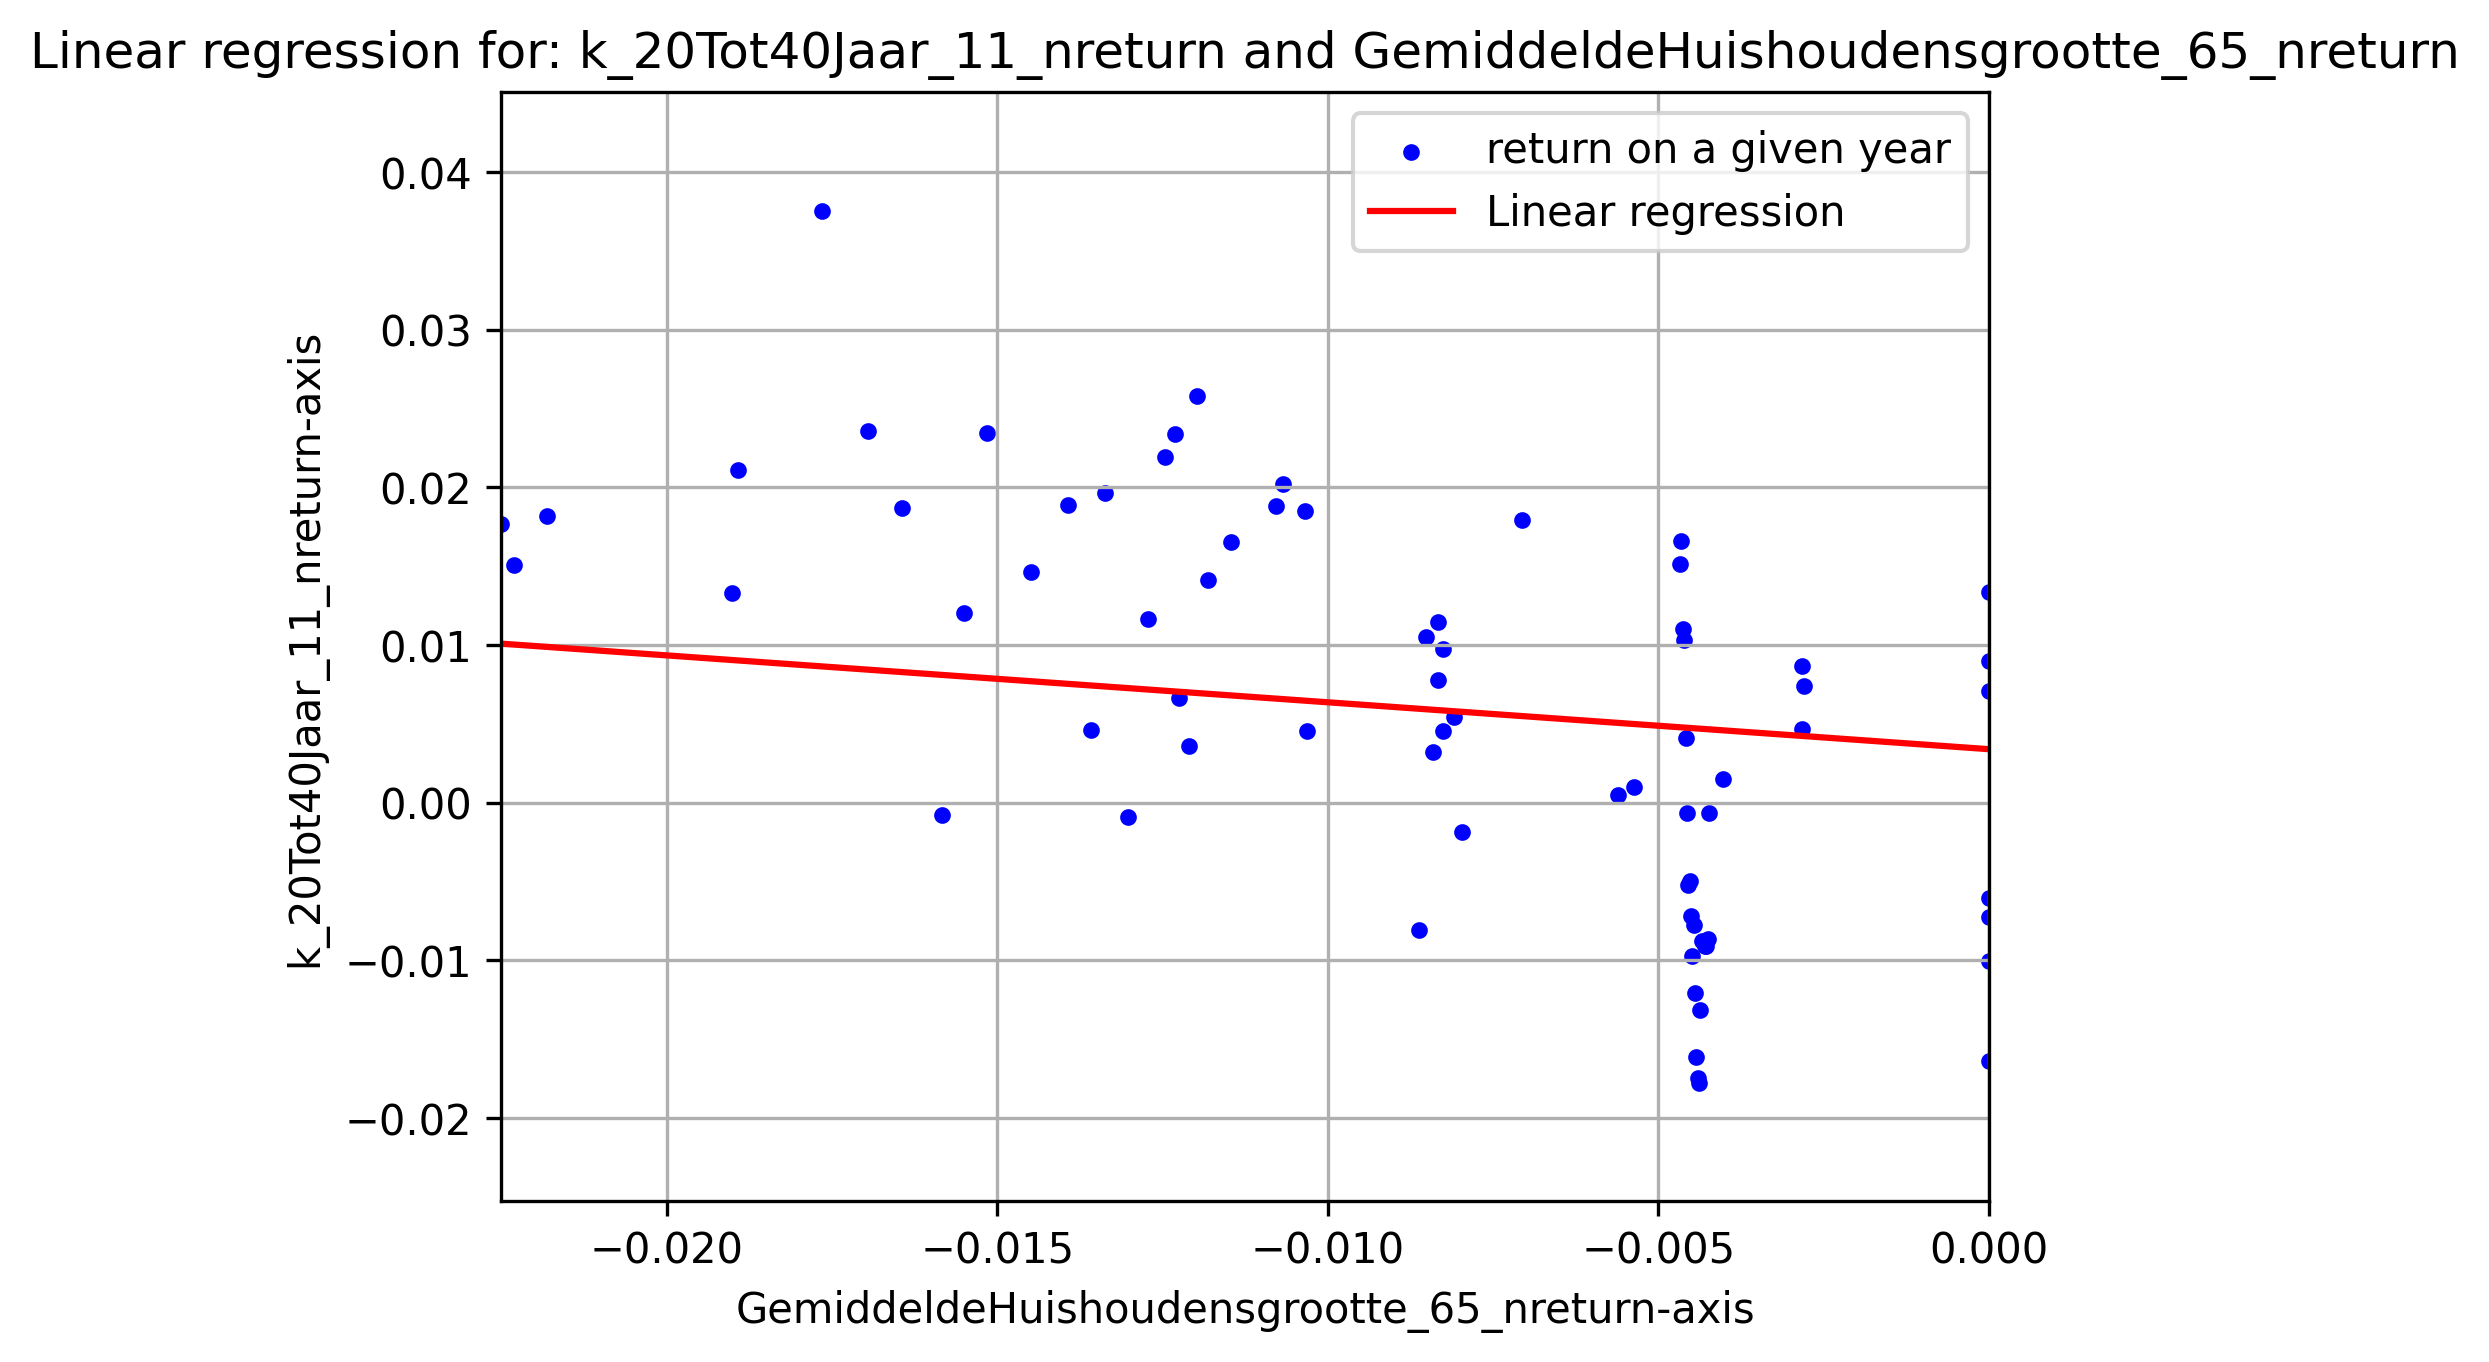 Linear regression for: k_20Tot40Jaar_11_nreturn and GemiddeldeHuishoudensgrootte_65_nreturn
return on a given year
Linear regression
0.04
0.03
0.02
0.01
0.00
−0.01
−0.02
k_20Tot40Jaar_11_nreturn-axis
−0.020 −0.015 −0.010 −0.005 0.000
GemiddeldeHuishoudensgrootte_65_nreturn-axis